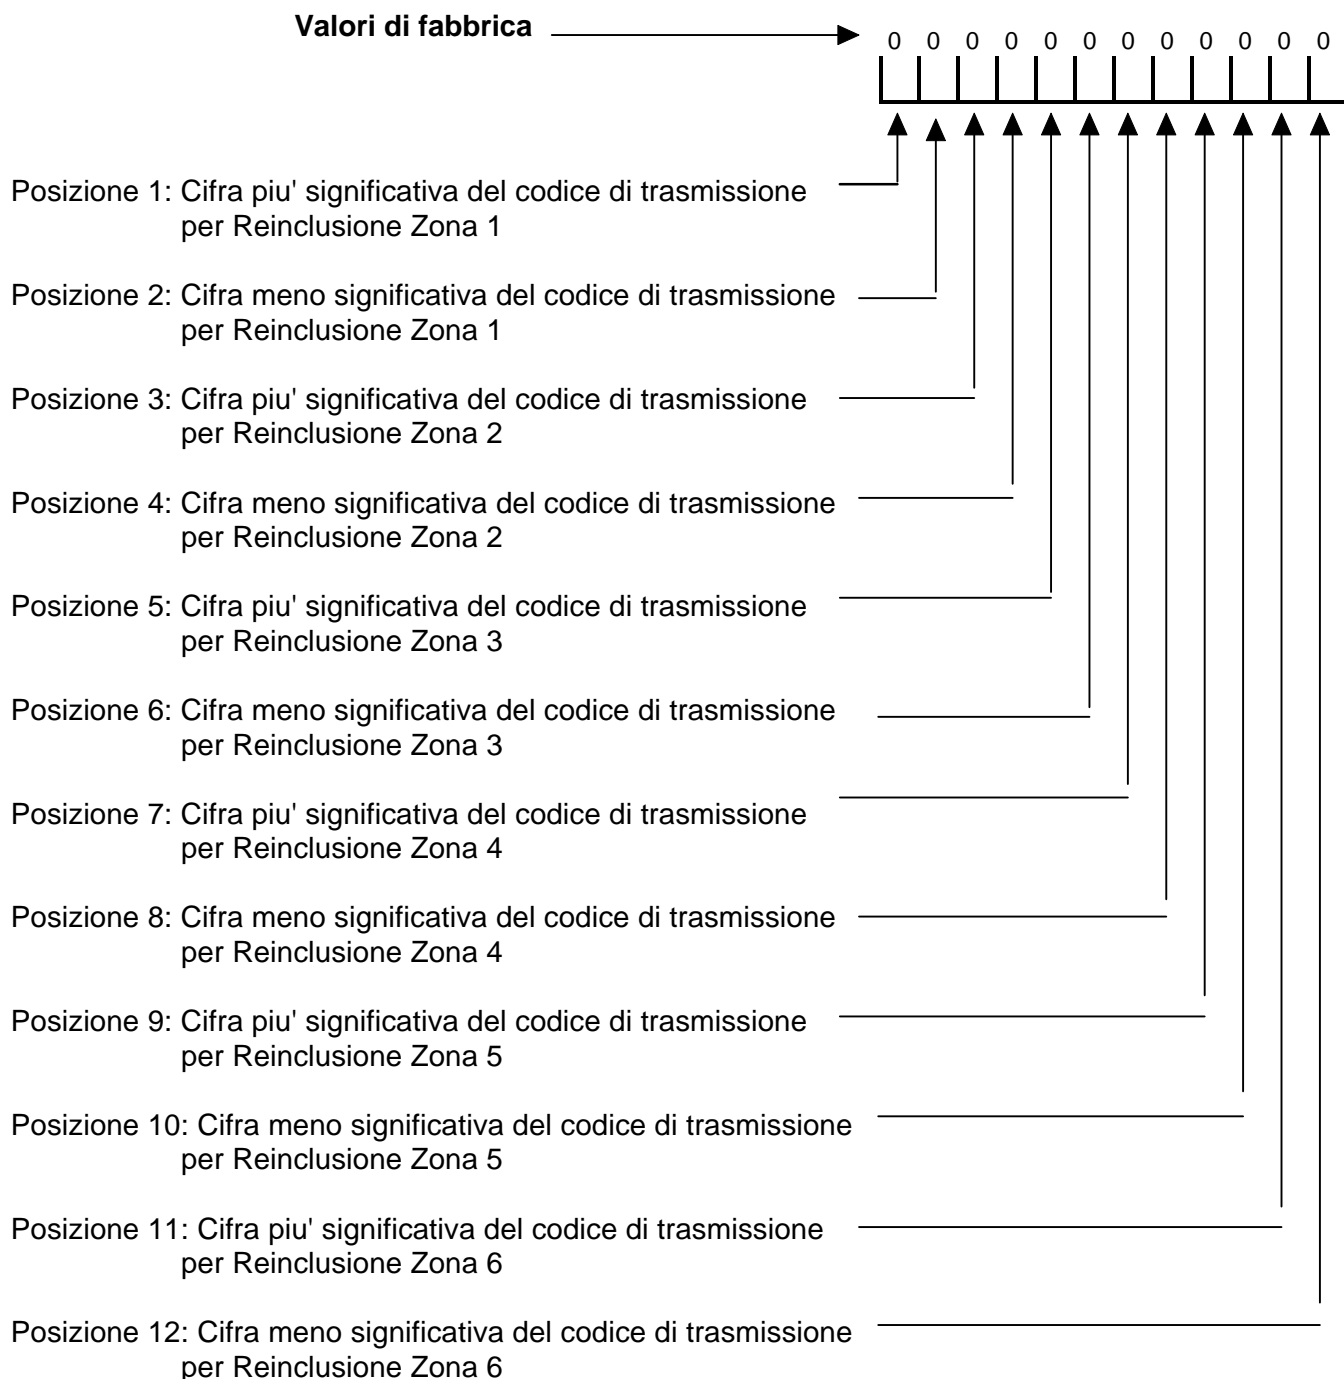 Valori di fabbrica
0 0 0 0 0 0 0 0 0 0 0 0
Posizione 1: Cifra piu' significativa del codice di trasmissione
per Reinclusione Zona 1
Posizione 2: Cifra meno significativa del codice di trasmissione
per Reinclusione Zona 1
Posizione 3: Cifra piu' significativa del codice di trasmissione
per Reinclusione Zona 2
Posizione 4: Cifra meno significativa del codice di trasmissione
per Reinclusione Zona 2
Posizione 5: Cifra piu' significativa del codice di trasmissione
per Reinclusione Zona 3
Posizione 6: Cifra meno significativa del codice di trasmissione
per Reinclusione Zona 3
Posizione 7: Cifra piu' significativa del codice di trasmissione
per Reinclusione Zona 4
Posizione 8: Cifra meno significativa del codice di trasmissione
per Reinclusione Zona 4
Posizione 9: Cifra piu' significativa del codice di trasmissione
per Reinclusione Zona 5
Posizione 10: Cifra meno significativa del codice di trasmissione
per Reinclusione Zona 5
Posizione 11: Cifra piu' significativa del codice di trasmissione
per Reinclusione Zona 6
Posizione 12: Cifra meno significativa del codice di trasmissione
per Reinclusione Zona 6